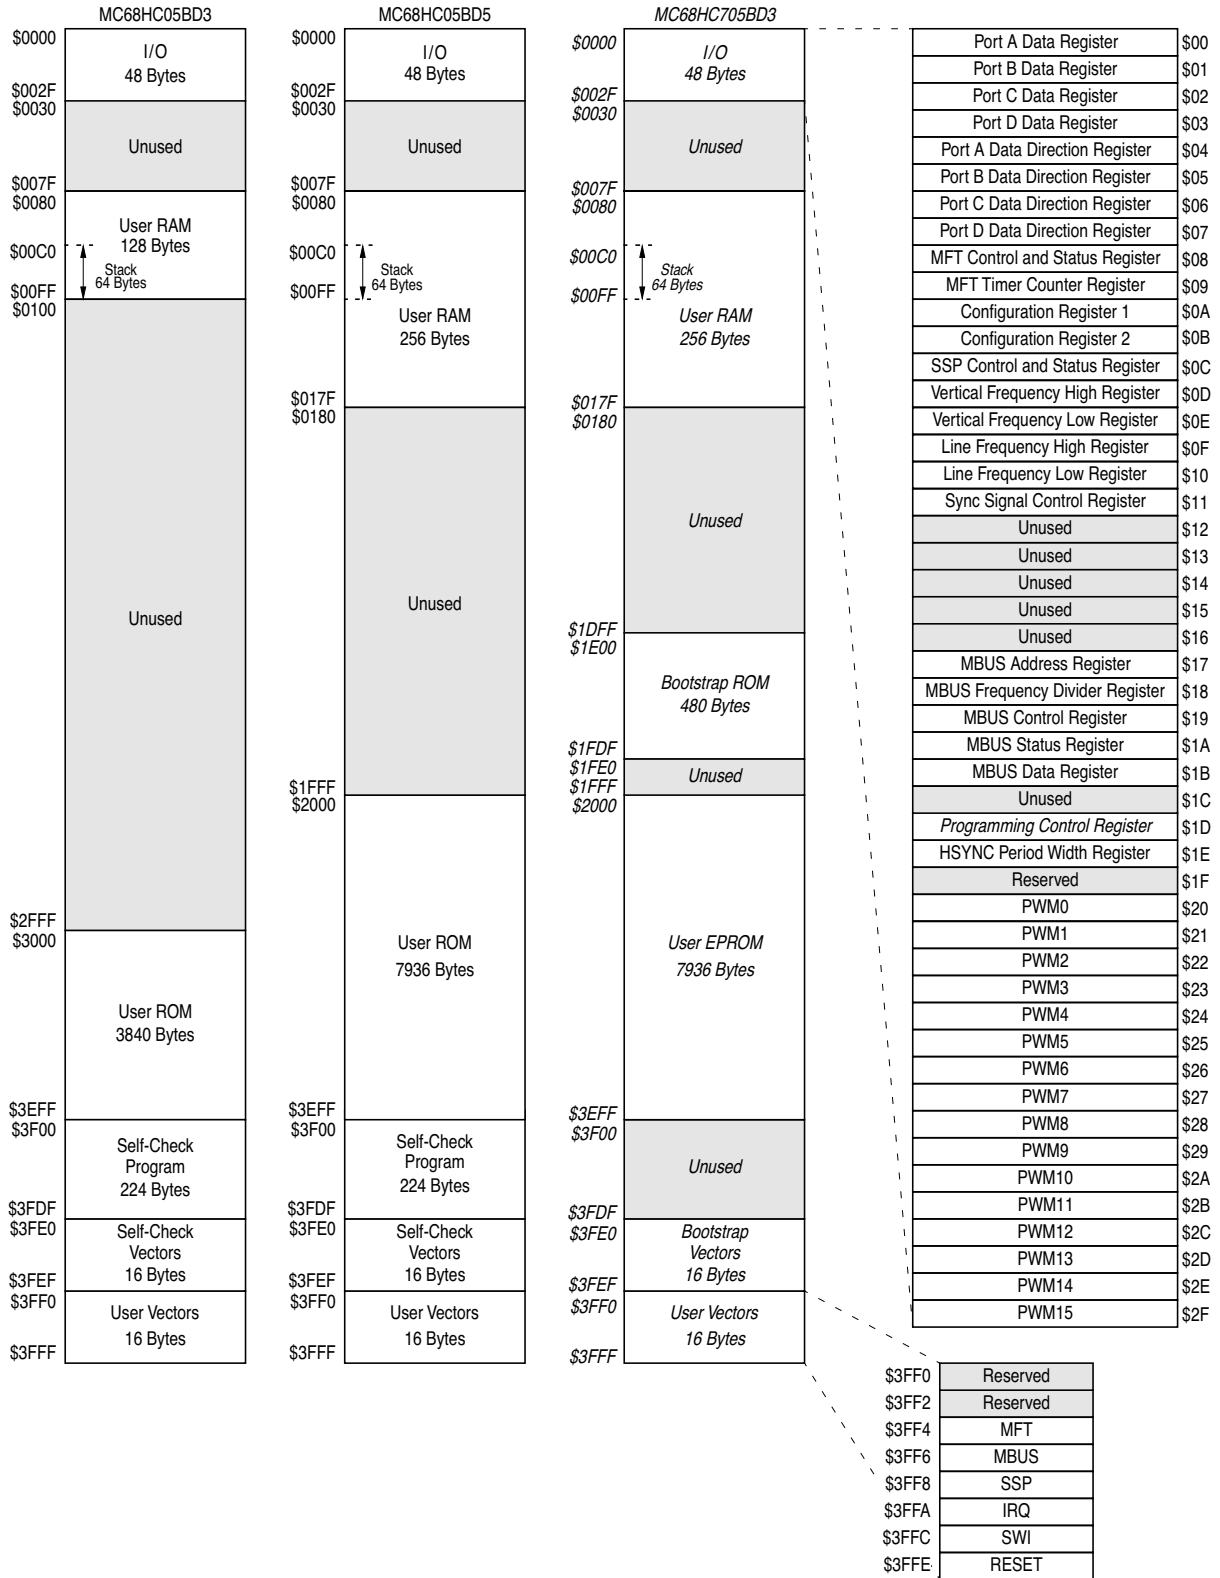 MC68HC05BD3
$0000
I/O
48 Bytes
$002F
$0030
Unused
$007F
$0080
User RAM
128 Bytes
$00C0
Stack
64 Bytes
$00FF
$0100
Unused
$2FFF
$3000
User ROM
3840 Bytes
$3EFF
$3F00
Self-Check
Program
224 Bytes
$3FDF
$3FE0
Self-Check
Vectors
16 Bytes
$3FEF
$3FF0
User Vectors
16 Bytes
$3FFF
MC68HC05BD5
$0000
I/O
48 Bytes
$002F
$0030
Unused
$007F
$0080
$00C0
Stack
64 Bytes
$00FF
User RAM
256 Bytes
$017F
$0180
Unused
$1FFF
$2000
User ROM
7936 Bytes
$3EFF
$3F00
Self-Check
Program
224 Bytes
$3FDF
$3FE0
Self-Check
Vectors
16 Bytes
$3FEF
$3FF0
User Vectors
16 Bytes
$3FFF
MC68HC705BD3
$0000
I/O
48 Bytes
$002F
$0030
Unused
$007F
$0080
$00C0
Stack
64 Bytes
$00FF
User RAM
256 Bytes
$017F
$0180
Unused
$1DFF
$1E00
Bootstrap ROM
480 Bytes
$1FDF
$1FE0
Unused
$1FFF
$2000
User EPROM
7936 Bytes
$3EFF
$3F00
Unused
$3FDF
$3FE0
Bootstrap
Vectors
16 Bytes
$3FEF
$3FF0
User Vectors
16 Bytes
$3FFF
Port A Data Register $00
Port B Data Register $01
Port C Data Register $02
Port D Data Register $03
Port A Data Direction Register $04
Port B Data Direction Register $05
Port C Data Direction Register $06
Port D Data Direction Register $07
MFT Control and Status Register $08
MFT Timer Counter Register $09
Configuration Register 1 $0A
Configuration Register 2 $0B
SSP Control and Status Register $0C
Vertical Frequency High Register $0D
Vertical Frequency Low Register $0E
Line Frequency High Register $0F
Line Frequency Low Register $10
Sync Signal Control Register $11
Unused $12
Unused $13
Unused $14
Unused $15
Unused $16
MBUS Address Register $17
MBUS Frequency Divider Register $18
MBUS Control Register $19
MBUS Status Register $1A
MBUS Data Register $1B
Unused $1C
Programming Control Register $1D
HSYNC Period Width Register $1E
Reserved $1F
PWM0 $20
PWM1 $21
PWM2 $22
PWM3 $23
PWM4 $24
PWM5 $25
PWM6 $26
PWM7 $27
PWM8 $28
PWM9 $29
PWM10 $2A
PWM11 $2B
PWM12 $2C
PWM13 $2D
PWM14 $2E
PWM15 $2F
$3FF0 Reserved
$3FF2 Reserved
$3FF4 MFT
$3FF6 MBUS
$3FF8 SSP
$3FFA IRQ
$3FFC SWI
$3FFE RESET